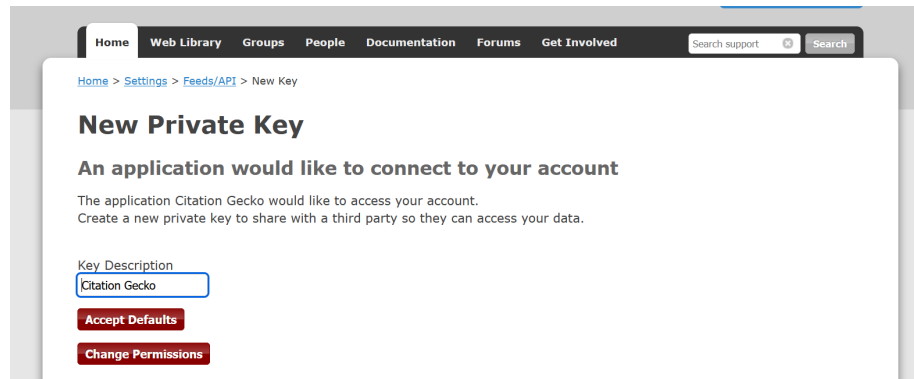 Home Web Library Groups People Documentation Forums Get Involved Search support Search
Home > Settings > Feeds/API > New Key
New Private Key
An application would like to connect to your account
The application Citation Gecko would like to access your account.
Create a new private key to share with a third party so they can access your data.
Key Description
Citation Gecko
Accept Defaults
Change Permissions